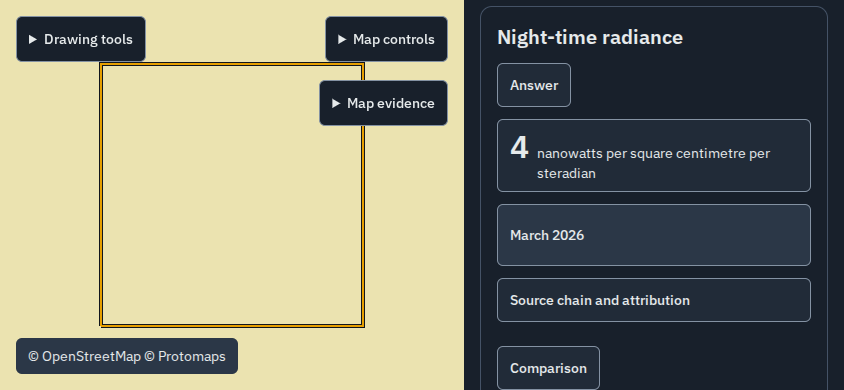 Drawing tools
Map controls
Map evidence
© OpenStreetMap © Protomaps
Night-time radiance
Answer
4 nanowatts per square centimetre per
steradian
March 2026
Source chain and attribution
Comparison